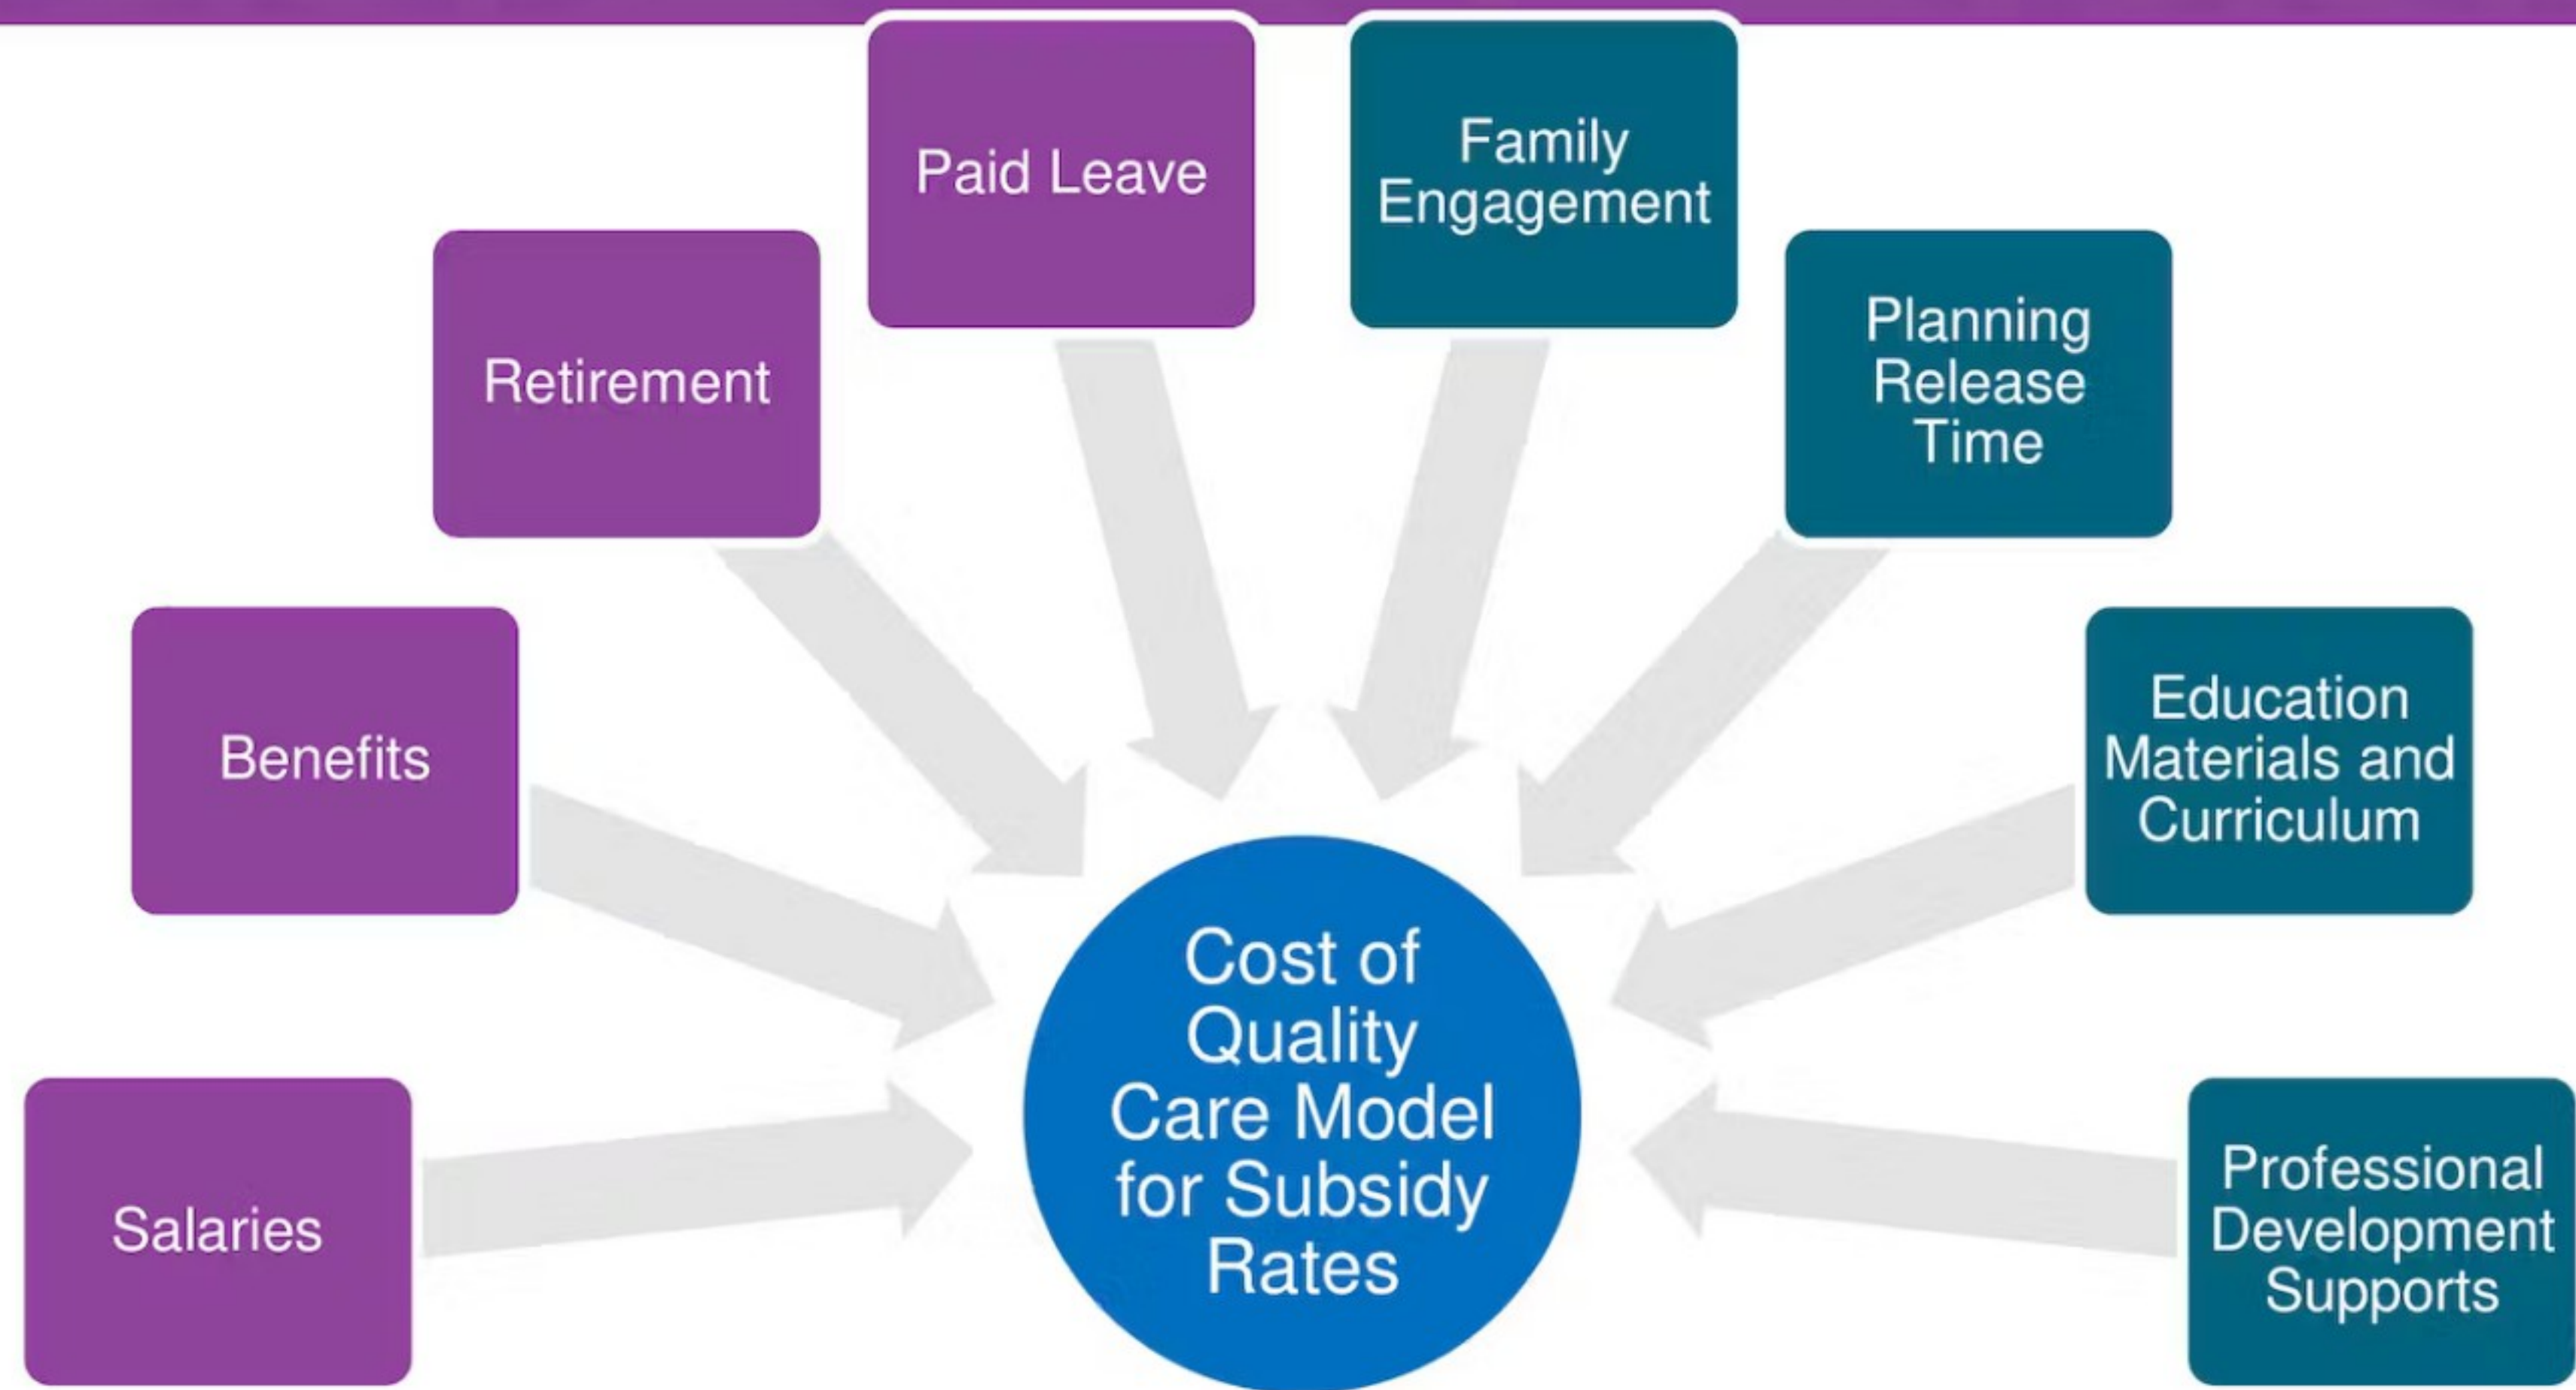 Paid Leave
Family
Engagement
Retirement
Planning
Release
Time
Benefits
Education
Materials and
Curriculum
Salaries
Cost of
Quality
Care Model
for Subsidy
Rates
Professional
Development
Supports